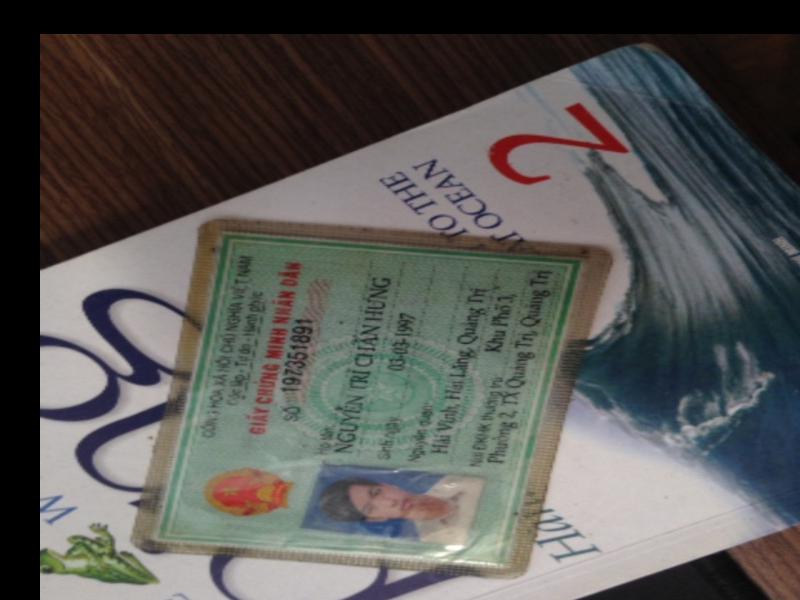 CỘNG HÒA XÃ HỘI CHỦ NGHĨA VIỆT NAM
Độc lập - Tự do - Hạnh phúc
GIẤY CHỨNG MINH NHÂN DÂN
SỐ 197351891
Họ tên
NGUYỄN TRÍ CHẤN HƯNG
Sinh ngày 03-03-1997
Nguyên quán
Hải Vĩnh, Hải Lăng, Quảng Trị
Nơi ĐKHK thường trú Khu Phố 3,
Phường 2, TX Quảng Trị, Quảng Trị
2
TO THE
OCEAN
W